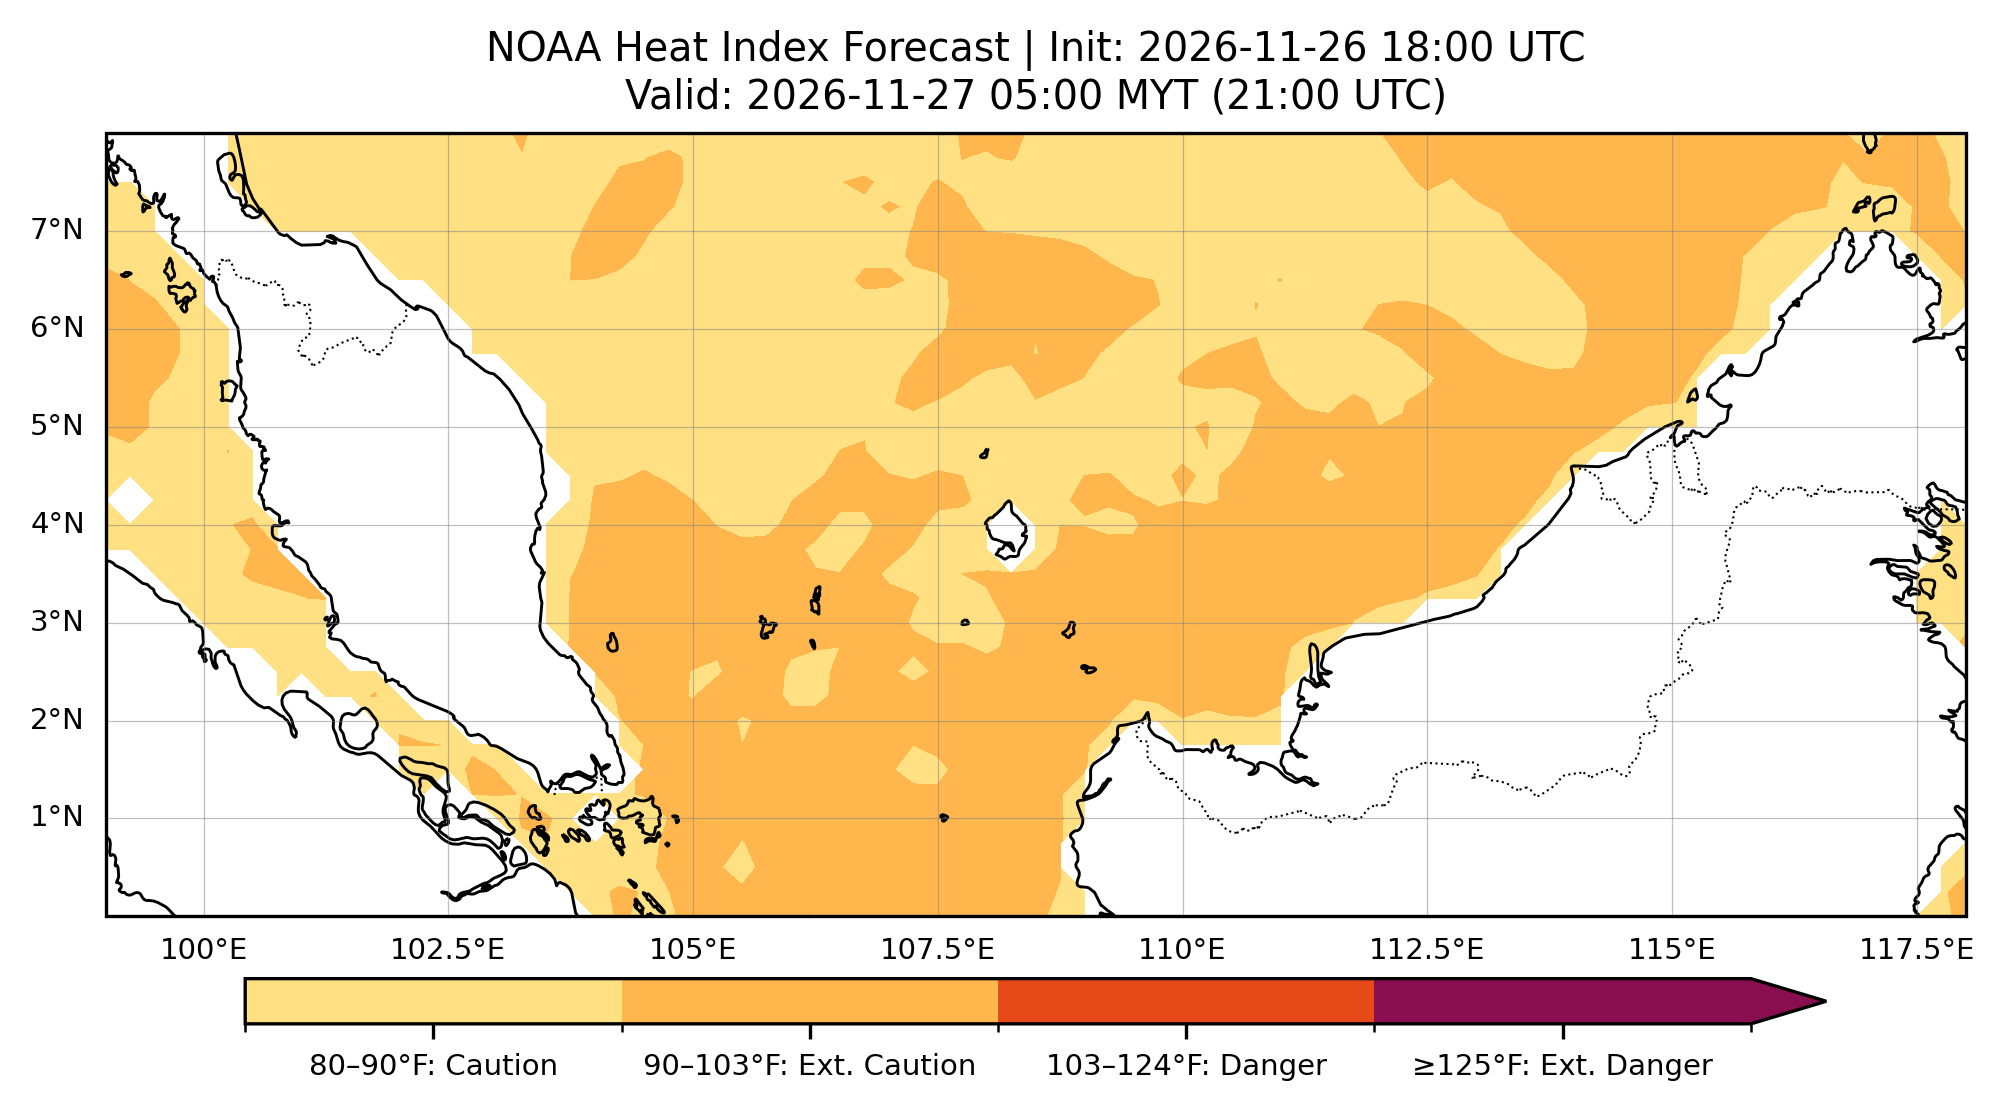 NOAA Heat Index Forecast | Init: 2026-11-26 18:00 UTC
Valid: 2026-11-27 05:00 MYT (21:00 UTC)
7°N
6°N
5°N
4°N
3°N
2°N
1°N
100°E 102.5°E 105°E 107.5°E 110°E 112.5°E 115°E 117.5°E
80–90°F: Caution 90–103°F: Ext. Caution 103–124°F: Danger ≥125°F: Ext. Danger